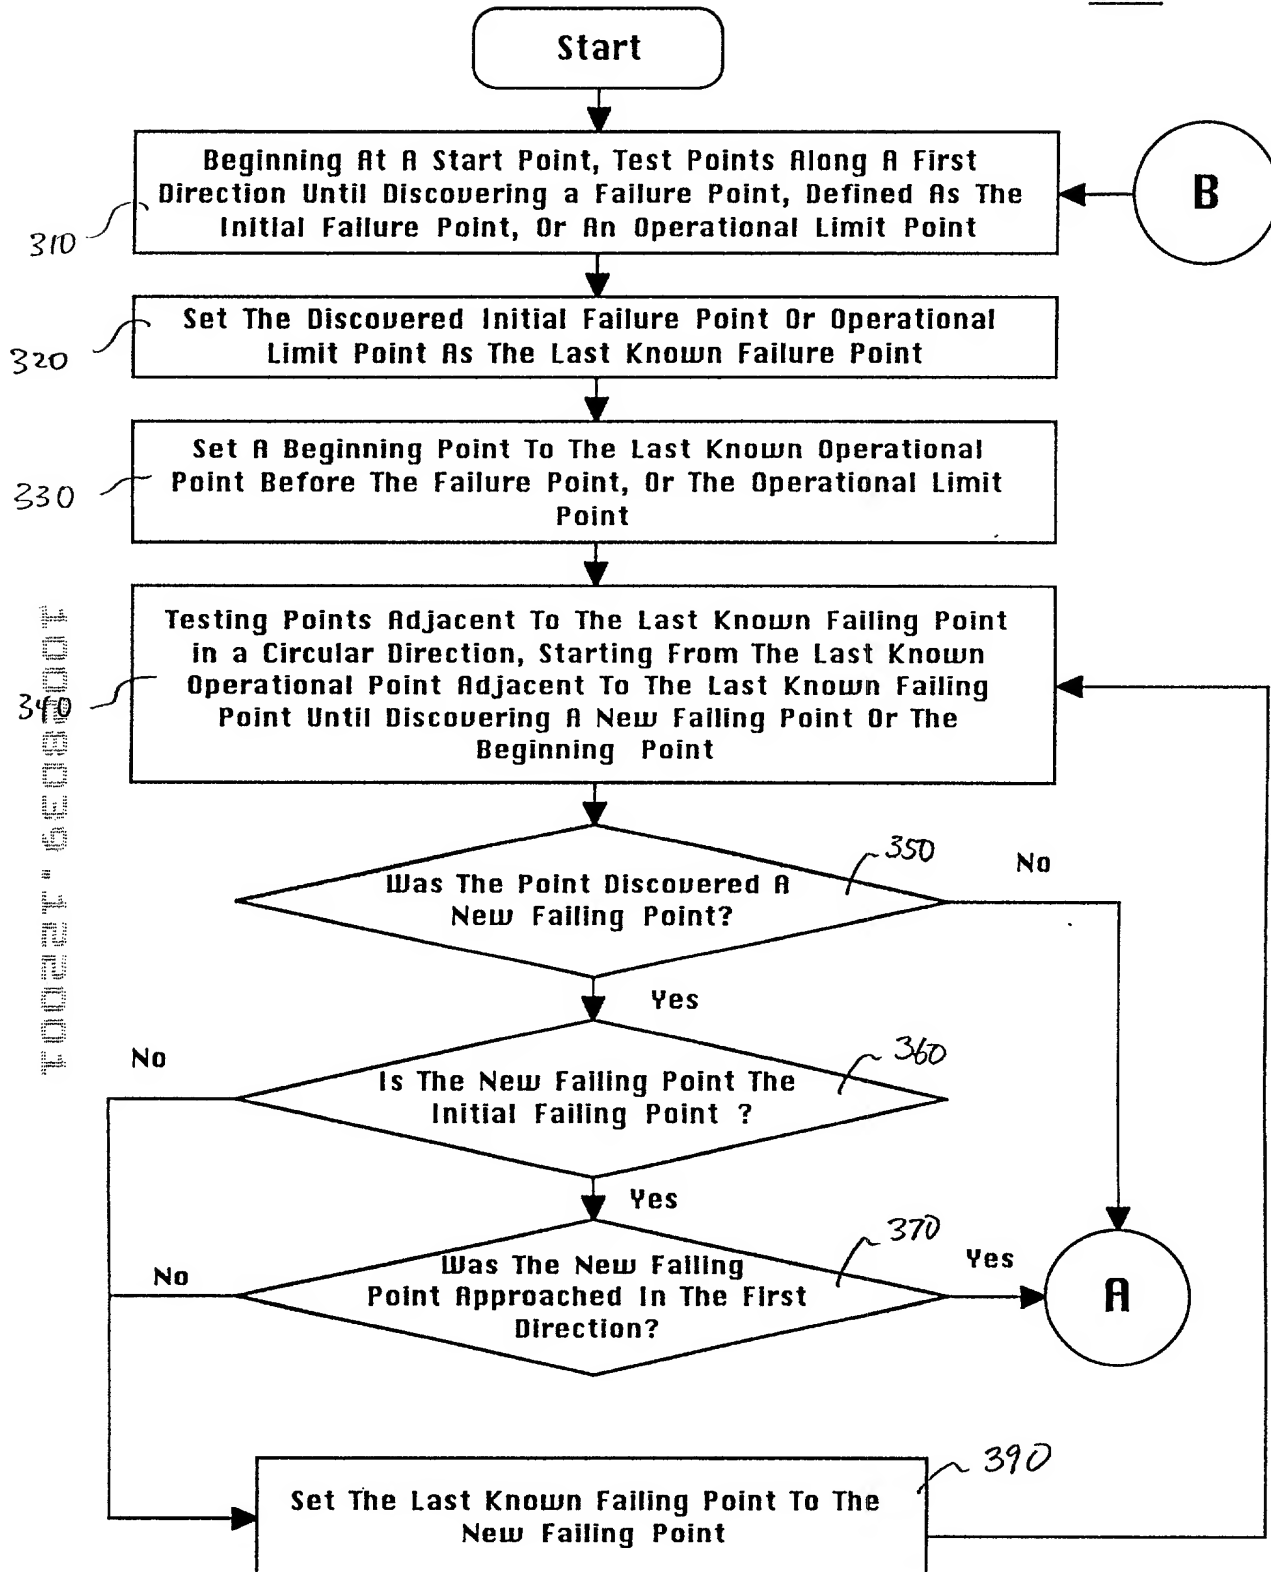 Start
Beginning At A Start Point, Test Points Along A First
Direction Until Discovering a Failure Point, Defined As The
Initial Failure Point, Or An Operational Limit Point
B
310
Set The Discovered Initial Failure Point Or Operational
Limit Point As The Last Known Failure Point
320
Set A Beginning Point To The Last Known Operational
Point Before The Failure Point, Or The Operational Limit
Point
330
Testing Points Adjacent To The Last Known Failing Point
in a Circular Direction, Starting From The Last Known
Operational Point Adjacent To The Last Known Failing
Point Until Discovering A New Failing Point Or The
Beginning Point
340
Was The Point Discovered A
New Failing Point?
350
No
Yes
Is The New Failing Point The
Initial Failing Point ?
360
No
Yes
Was The New Failing
Point Approached In The First
Direction?
370
No
Yes
A
Set The Last Known Failing Point To The
New Failing Point
390